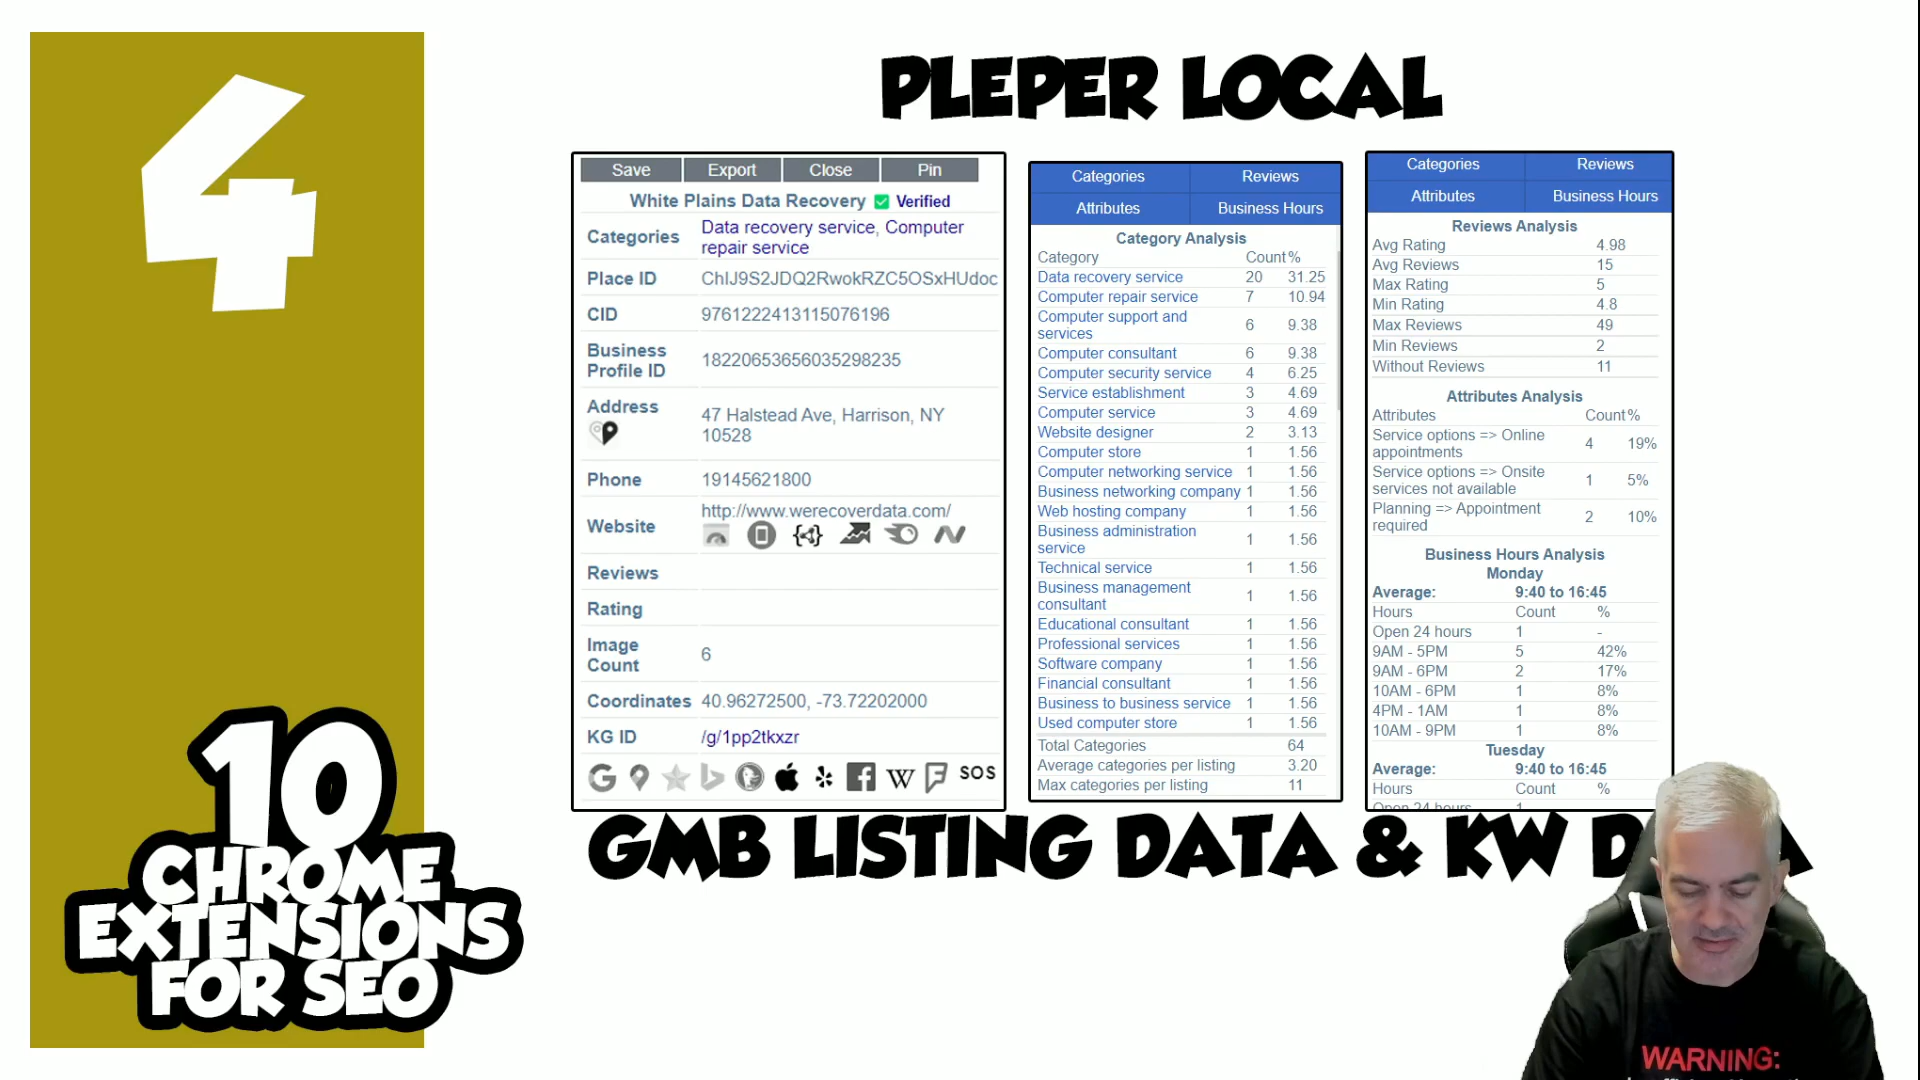 4
10
CHROME
EXTENSIONS
FOR SEO
PLEPER LOCAL
Save Export Close Pin
White Plains Data Recovery ✅ Verified
Categories Data recovery service, Computer
repair service
Place ID ChIJ9S2JDQ2RwokRZC5OSxHUdoc
CID 9761222413115076196
Business
Profile ID 18220653656035298235
Address 47 Halstead Ave, Harrison, NY
10528
Phone 19145621800
Website http://www.werecoverdata.com/
Reviews
Rating
Image
Count 6
Coordinates 40.96272500, -73.72202000
KG ID /g/1pp2tkxzr
SOS
Categories Reviews
Attributes Business Hours
Category Analysis
Category Count %
Data recovery service 20 31.25
Computer repair service 7 10.94
Computer support and
services 6 9.38
Computer consultant 6 9.38
Computer security service 4 6.25
Service establishment 3 4.69
Computer service 3 4.69
Website designer 2 3.13
Computer store 1 1.56
Computer networking service 1 1.56
Business networking company 1 1.56
Web hosting company 1 1.56
Business administration
service 1 1.56
Technical service 1 1.56
Business management
consultant 1 1.56
Educational consultant 1 1.56
Professional services 1 1.56
Software company 1 1.56
Financial consultant 1 1.56
Business to business service 1 1.56
Used computer store 1 1.56
Total Categories 64
Average categories per listing 3.20
Max categories per listing 11
Categories Reviews
Attributes Business Hours
Reviews Analysis
Avg Rating 4.98
Avg Reviews 15
Max Rating 5
Min Rating 4.8
Max Reviews 49
Min Reviews 2
Without Reviews 11
Attributes Analysis
Attributes Count %
Service options => Online
appointments 4 19%
Service options => Onsite
services not available 1 5%
Planning => Appointment
required 2 10%
Business Hours Analysis
Monday
Average: 9:40 to 16:45
Hours Count %
Open 24 hours 1 -
9AM - 5PM 5 42%
9AM - 6PM 2 17%
10AM - 6PM 1 8%
4PM - 1AM 1 8%
10AM - 9PM 1 8%
Tuesday
Average: 9:40 to 16:45
Hours Count %
Open 24 hours 1
GMB LISTING DATA & KW D
WARNING: